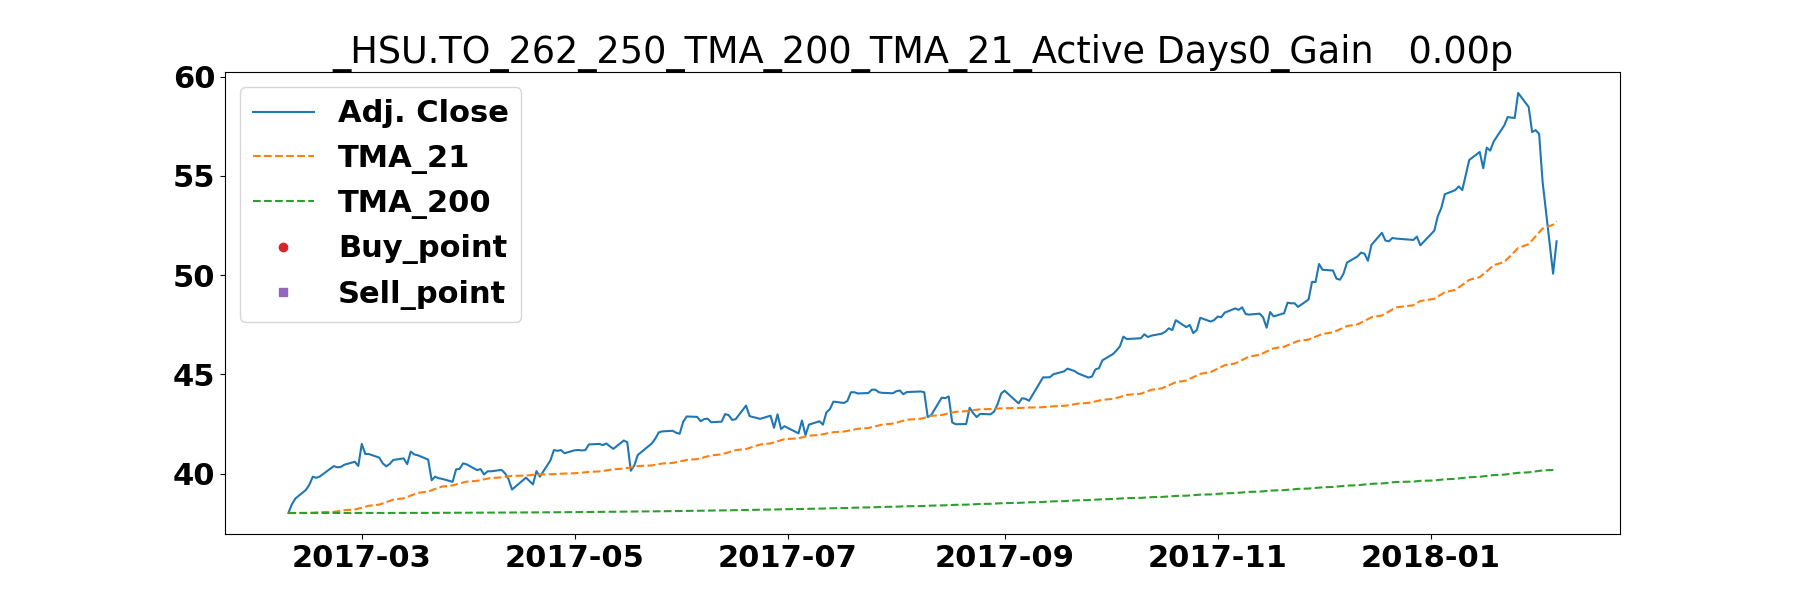 _HSU.TO_262_250_TMA_200_TMA_21_Active Days0_Gain   0.00p
60
55
50
45
40
Adj. Close
TMA_21
TMA_200
Buy_point
Sell_point
2017-03 2017-05 2017-07 2017-09 2017-11 2018-01